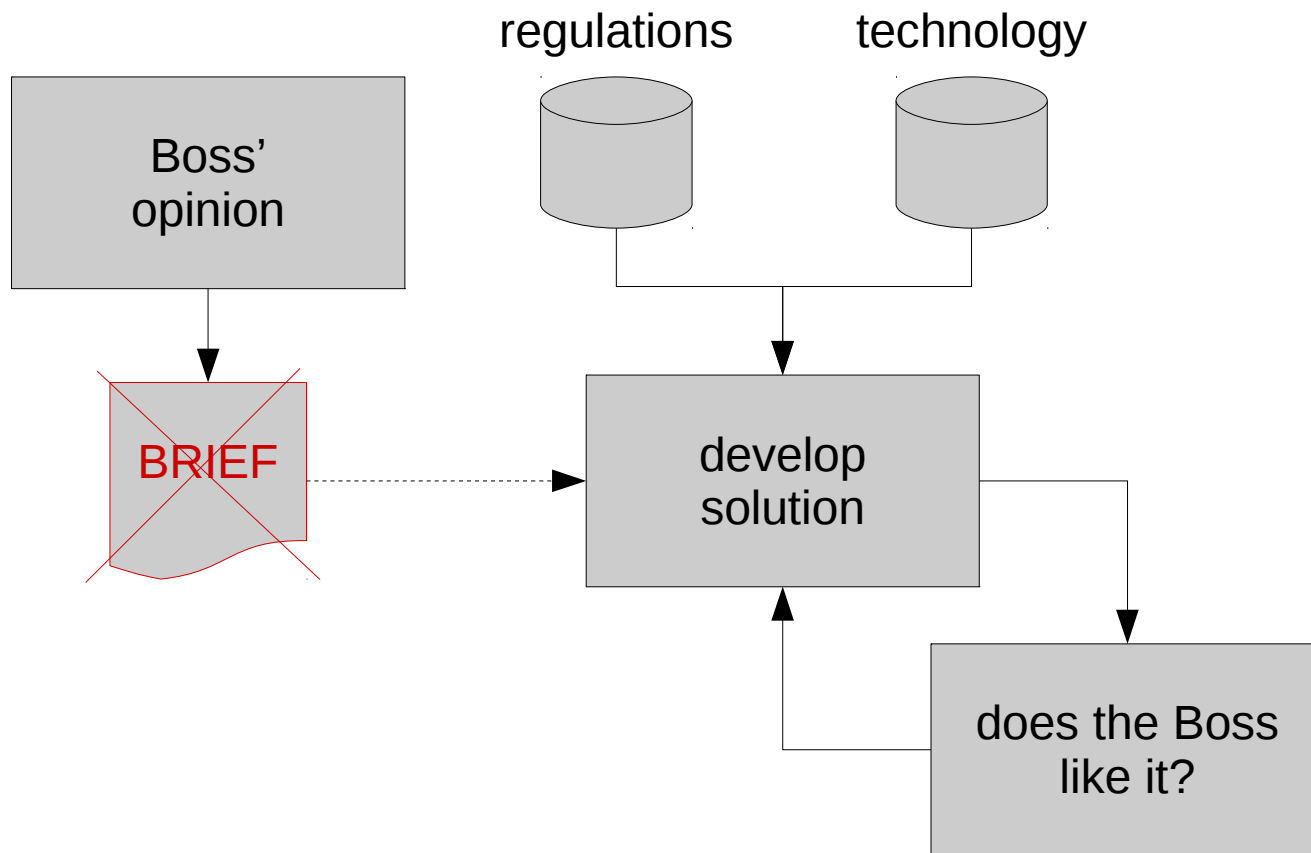 regulations
technology
Boss’
opinion
BRIEF
develop
solution
does the Boss
like it?